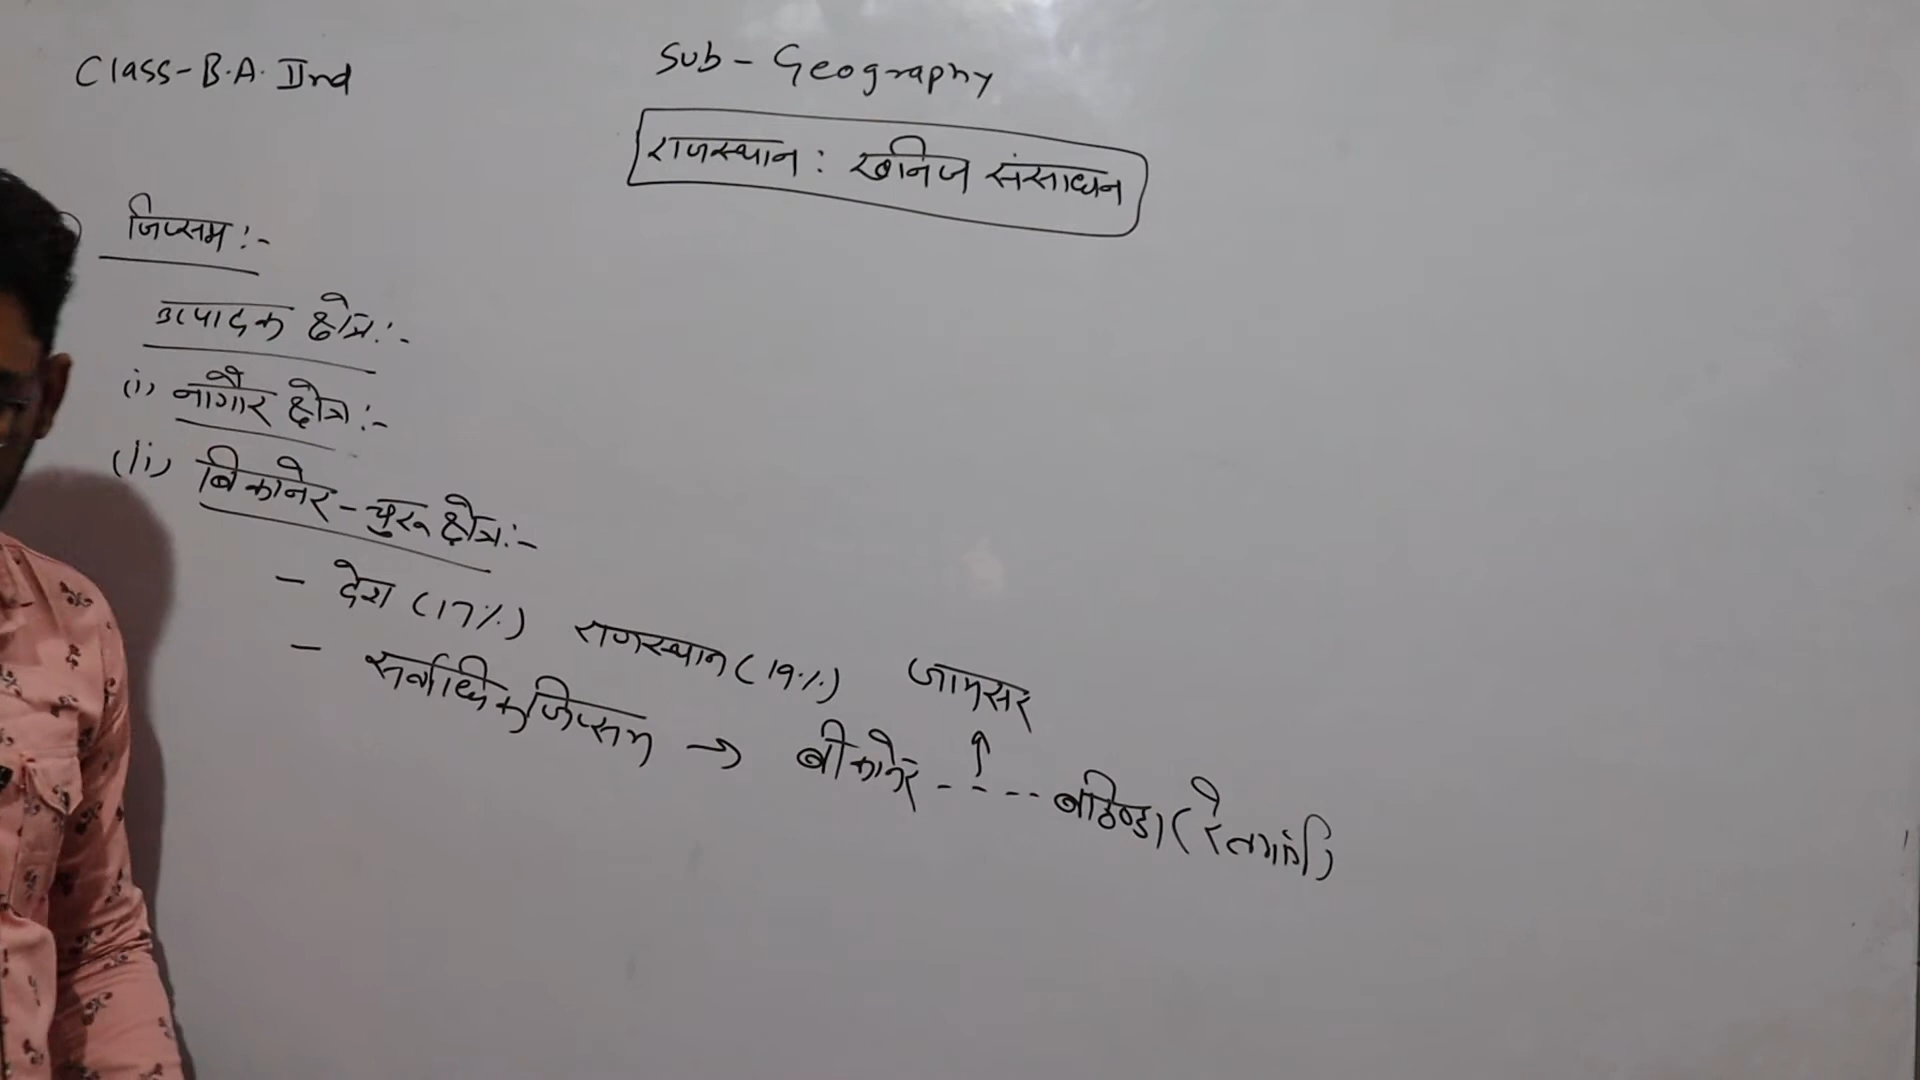 Class-B.A. IInd
Sub - Geography
राजस्थान : खनिज संसाधन
जिप्सम :-
उत्पादक क्षेत्र :-
(i) नागौर क्षेत्र :-
(ii) बिकानेर - चुरू क्षेत्र :-
- देश (17%) राजस्थान (19%) जामसर
- सर्वाधिक जिप्सम → बीकानेर - - - - - बठिण्डा (रेलमार्ग)